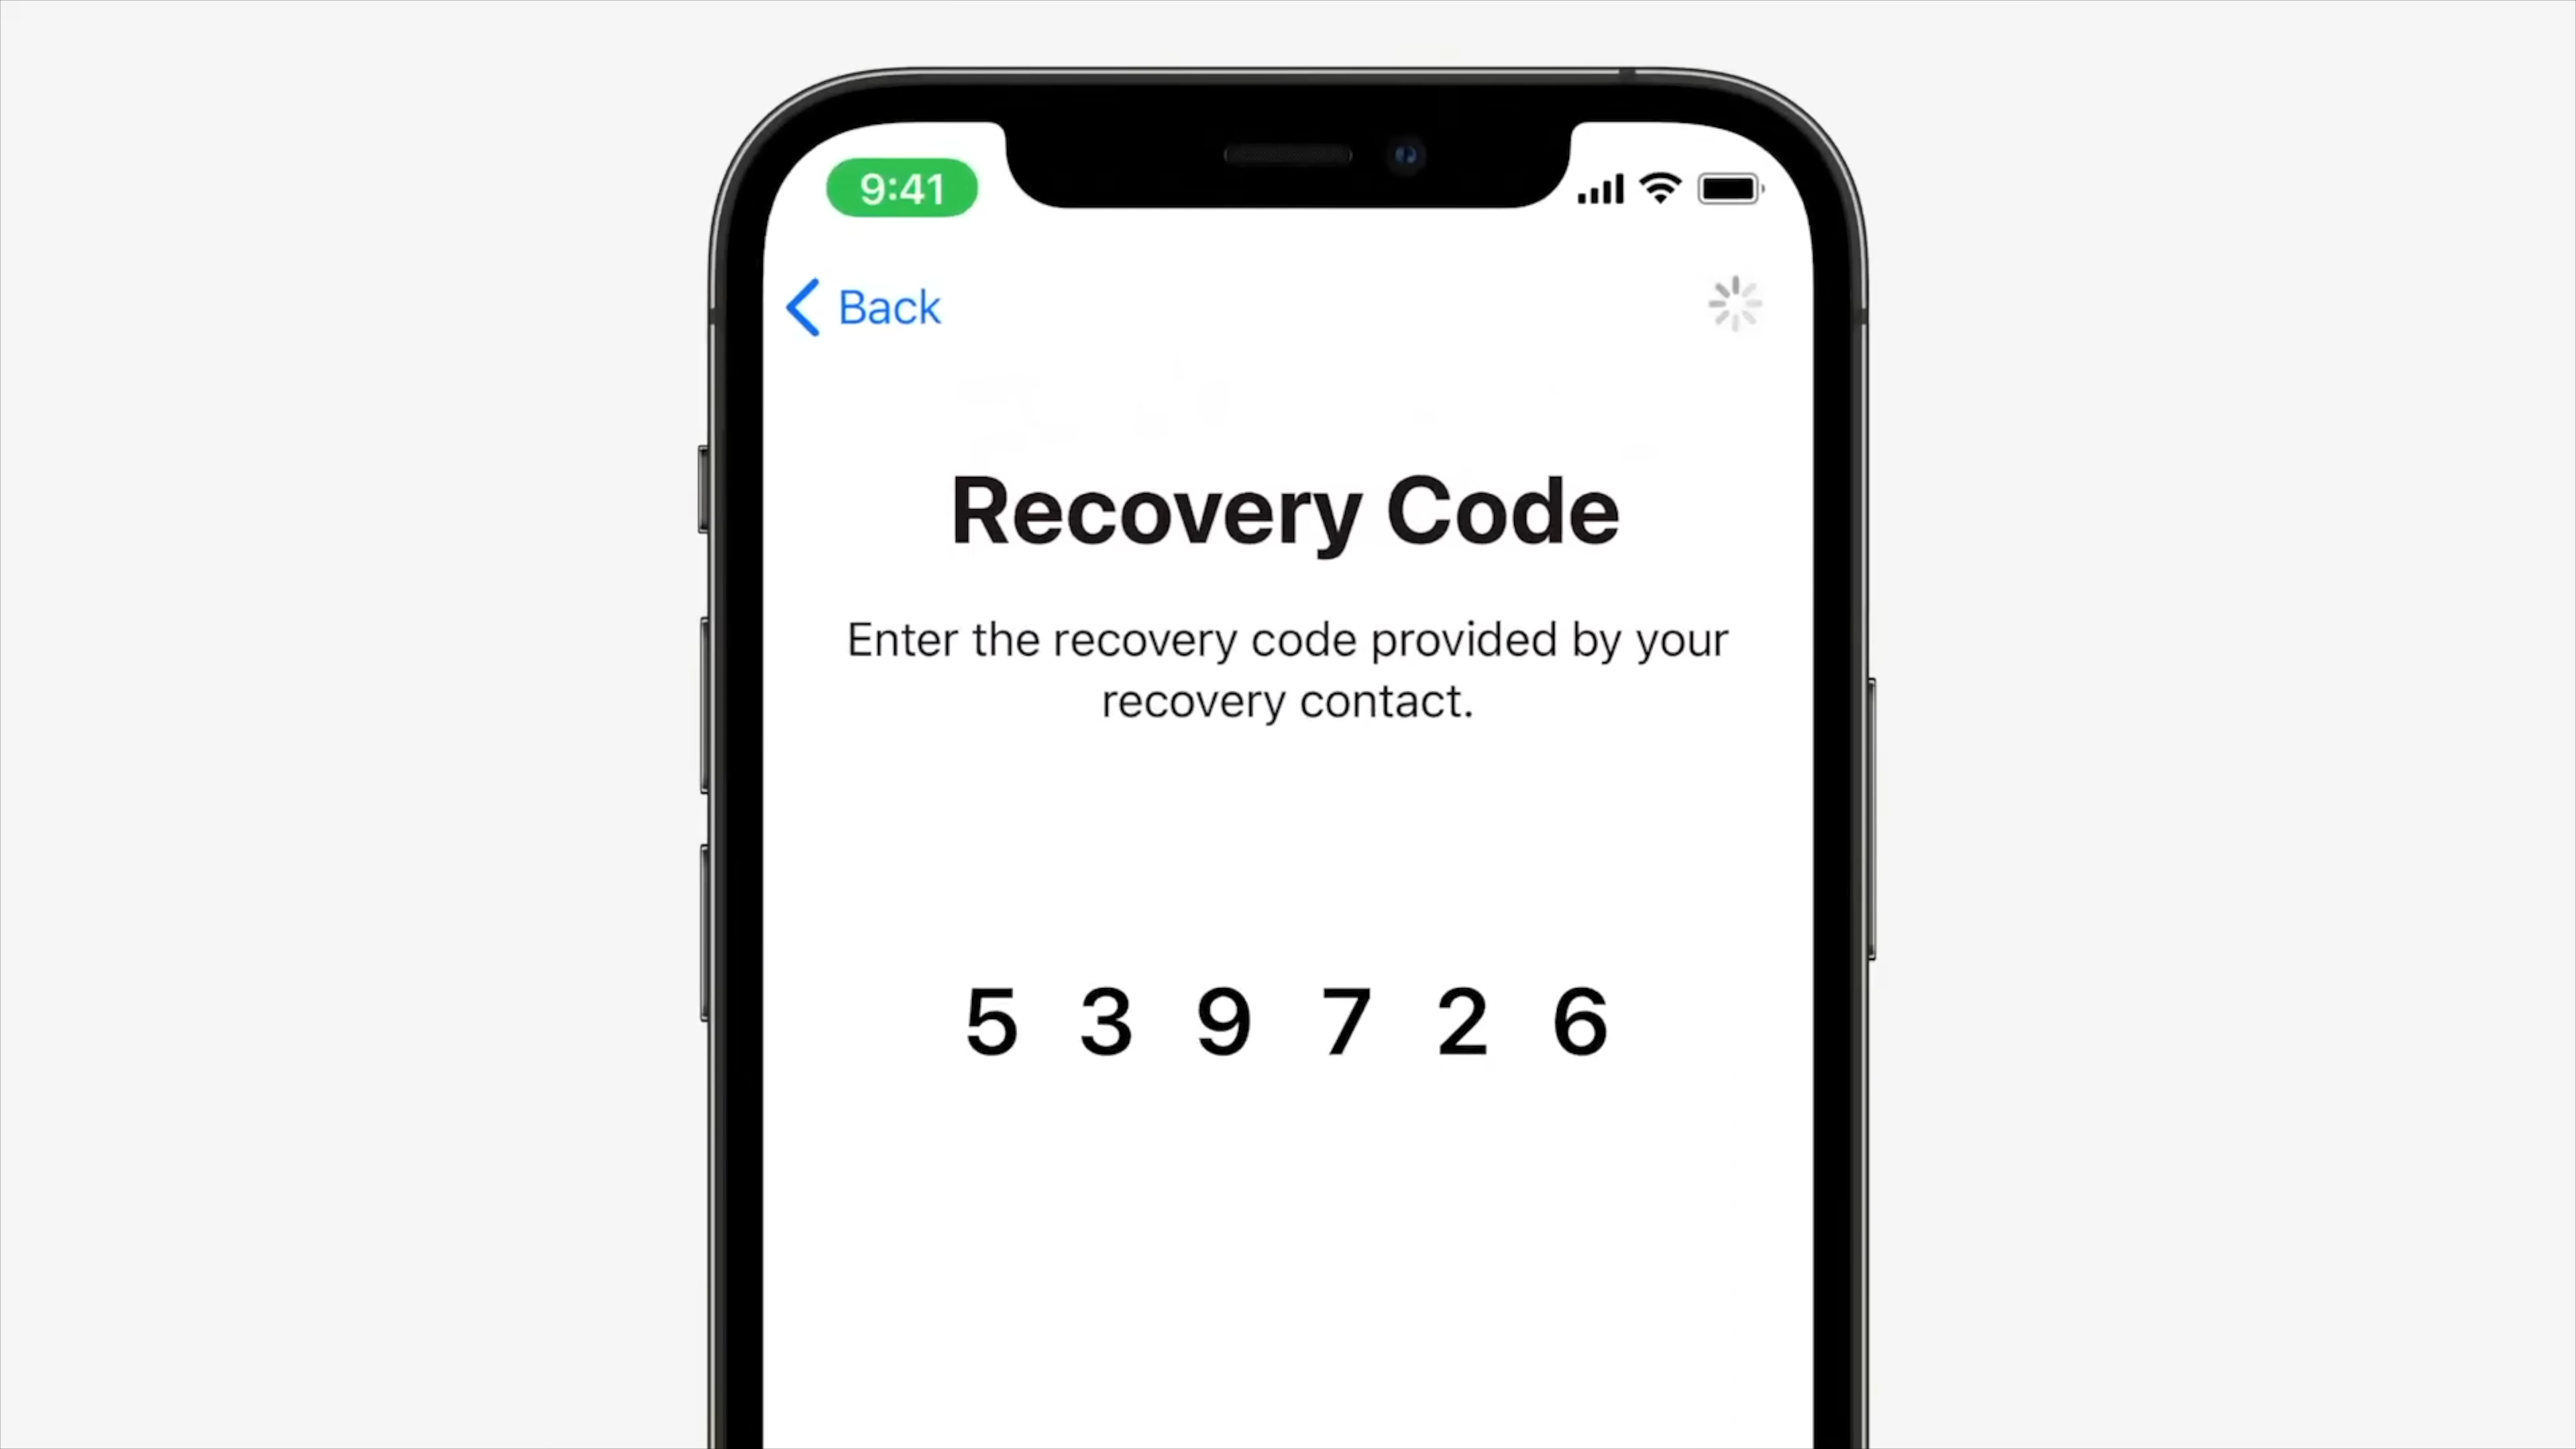 9:41
Back
Recovery Code
Enter the recovery code provided by your
recovery contact.
5 3 9 7 2 6